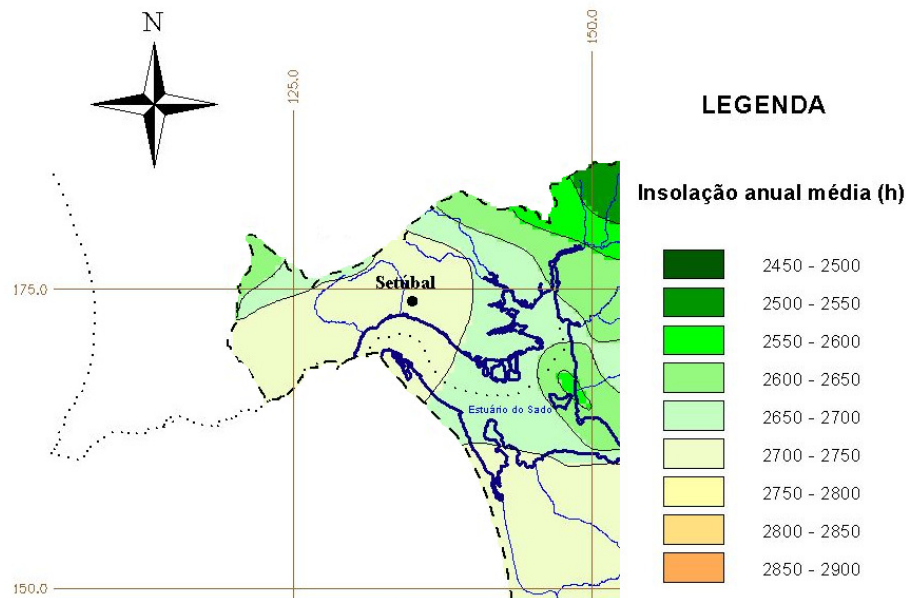 N
125.0
150.0
175.0
150.0
Setúbal
Estuário do Sado
LEGENDA
Insolação anual média (h)
2450 - 2500
2500 - 2550
2550 - 2600
2600 - 2650
2650 - 2700
2700 - 2750
2750 - 2800
2800 - 2850
2850 - 2900